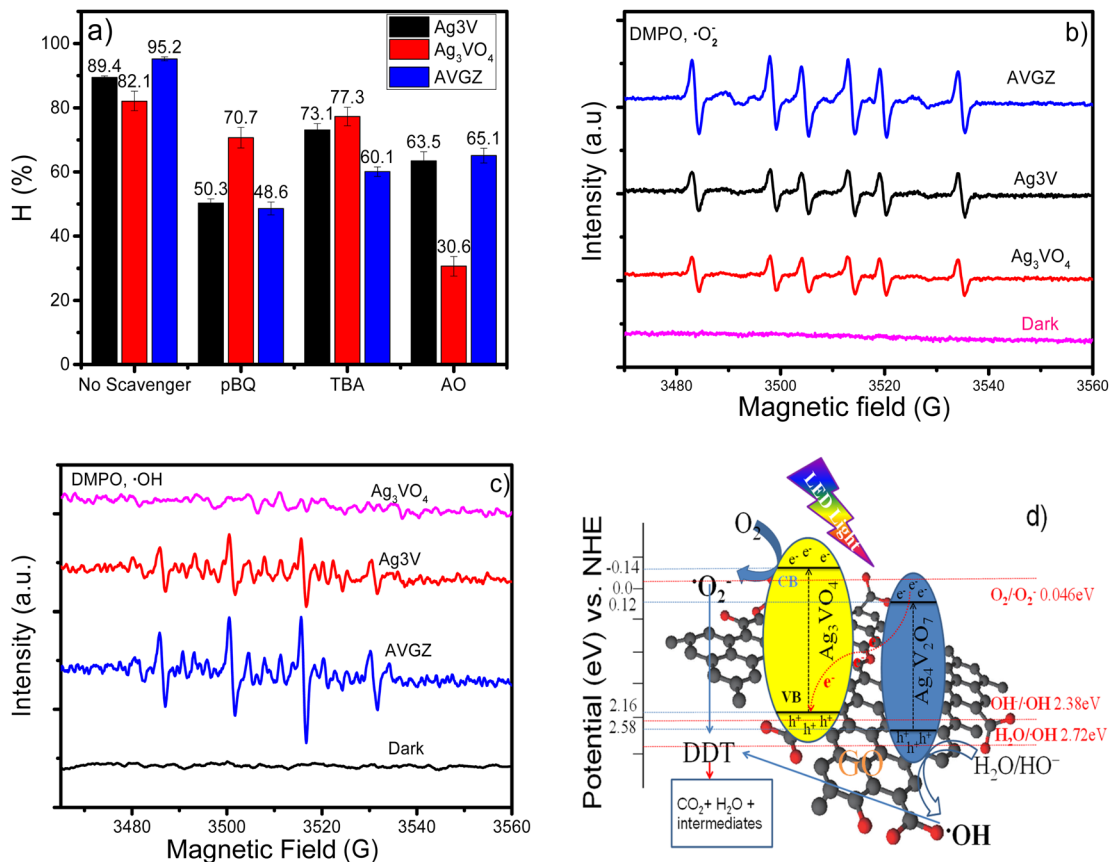 a)
Ag3V
Ag₃VO₄
AVGZ
H (%)
100
80
60
40
20
0
89.4
82.1
95.2
50.3
70.7
48.6
73.1
77.3
60.1
63.5
30.6
65.1
No Scavenger
pBQ
TBA
AO
b)
DMPO, ·O₂⁻
AVGZ
Ag3V
Ag₃VO₄
Dark
Intensity (a.u)
3480
3500
3520
3540
3560
Magnetic field (G)
c)
DMPO, ·OH
Ag₃VO₄
Ag3V
AVGZ
Dark
Intensity (a.u.)
3480
3500
3520
3540
3560
Magnetic Field (G)
d)
LED Light
Potential (eV) vs. NHE
-0.14
0.0
0.12
2.16
2.58
O₂
·O₂⁻
e⁻ e⁻ e⁻
CB
Ag₃VO₄
VB
h⁺ h⁺ h⁺
e⁻
e⁻ e⁻ e⁻
Ag₄V₂O₇
h⁺ h⁺ h⁺
O₂/O₂⁻ 0.046eV
OH⁻/OH 2.38eV
H₂O/OH 2.72eV
H₂O/HO⁻
·OH
GO
DDT
CO₂+ H₂O +
intermediates